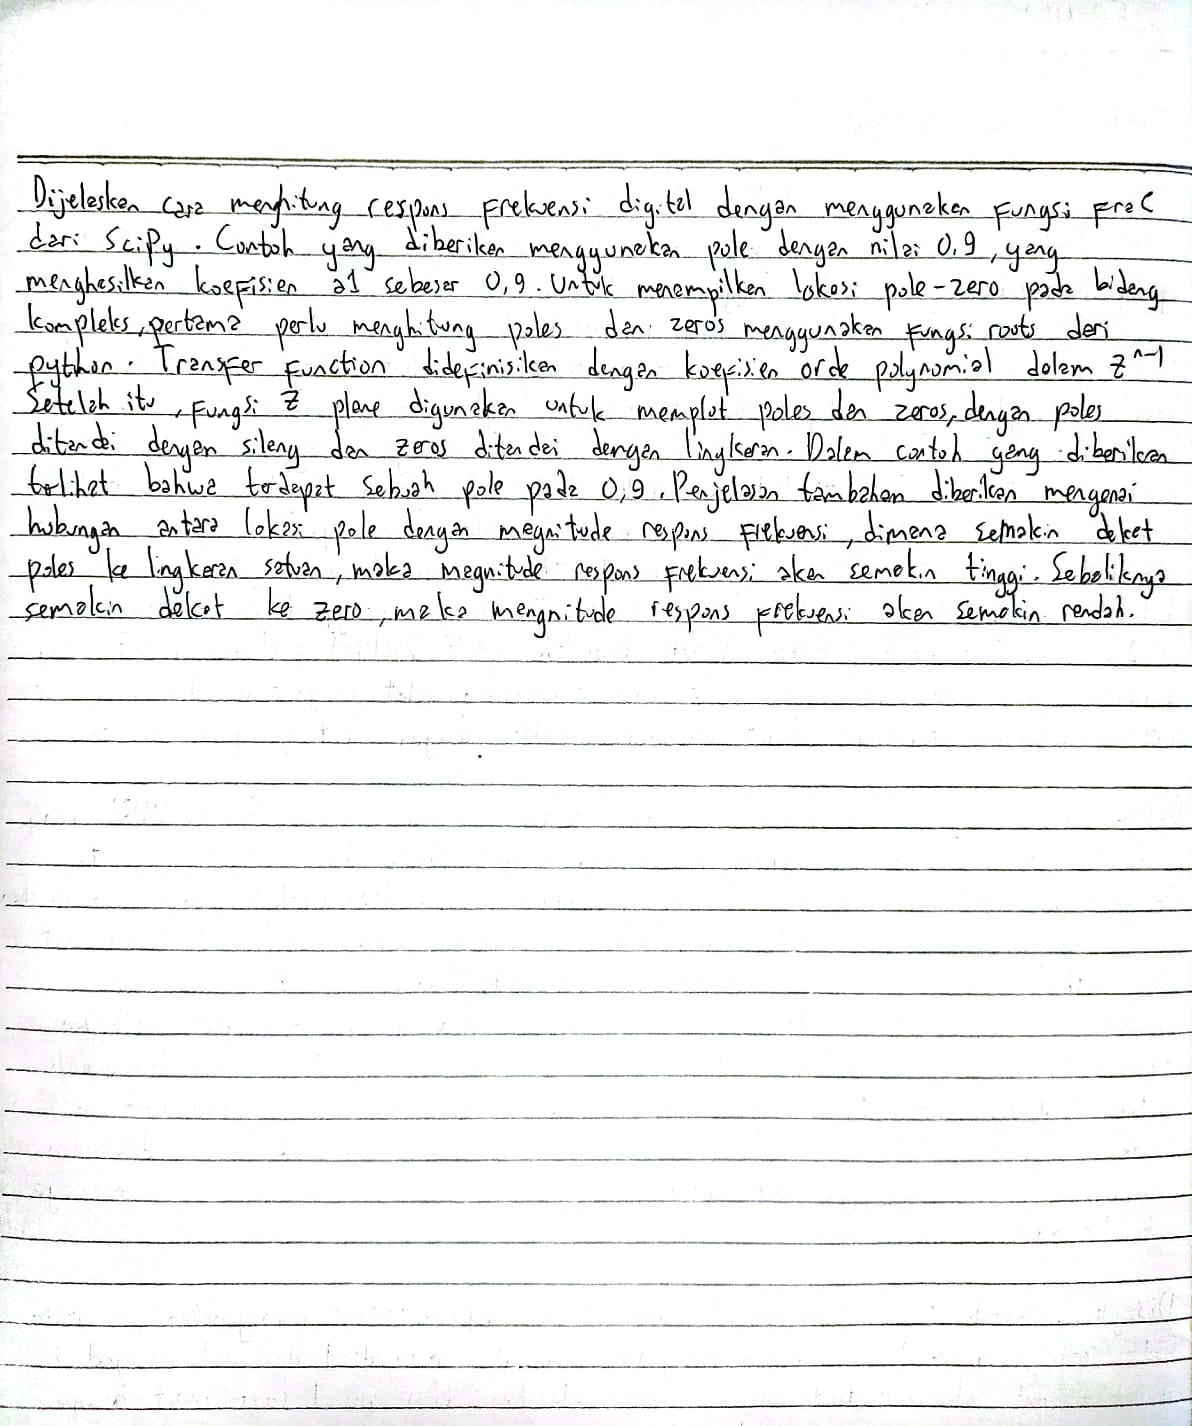 Dijelaskan cara menghitung respons frekuensi digital dengan menggunakan fungsi fraC
dari SciPy. Contoh yang diberikan menggunakan pole dengan nilai 0,9, yang
menghasilkan koefisien a1 sebesar 0,9. Untuk menampilkan lokasi pole-zero pada bidang
kompleks, pertama perlu menghitung poles dan zeros menggunakan fungsi roots dari
python. Transfer function didefinisikan dengan koefisien orde polynomial dalam z^-1
Setelah itu, fungsi z plane digunakan untuk memplot poles dan zeros, dengan poles
ditandai dengan silang dan zeros ditandai dengan lingkaran. Dalam contoh yang diberikan
terlihat bahwa terdapat sebuah pole pada 0,9. Penjelasan tambahan diberikan mengenai
hubungan antara lokasi pole dengan megnitude respons frekuensi, dimana semakin dekat
poles ke lingkaran satuan, maka megnitude respons frekuensi akan semakin tinggi. Sebaliknya
semakin dekat ke zero, maka mengnitude respons frekuensi akan semakin rendah.